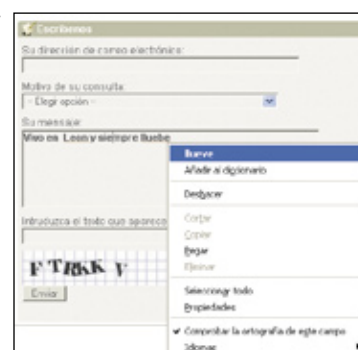 Escríbenos
Su dirección de correo electrónico:
Motivo de su consulta:
- Elegir opción -
Su mensaje:
Vivo en Leon y siempre llueve
llueve
Añadir al diccionario
Deshacer
Cortar
Copiar
Pegar
Eliminar
Introduzca el texto que aparece
Seleccionar todo
Propiedades
Enviar
Comprobar la ortografía de este campo
Idiomas